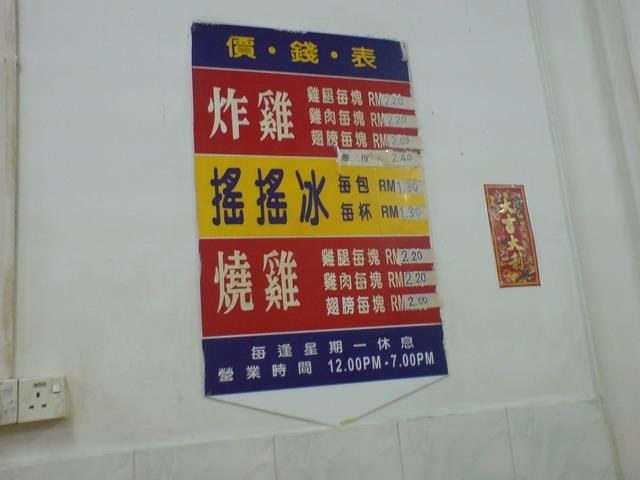 價·錢·表
炸雞
雞腿每塊 RM2.20
雞肉每塊 RM2.20
翅膀每塊 RM2.00
2.40
搖搖冰
每包 RM1.30
每杯 RM1.30
燒雞
雞腿每塊 RM2.20
雞肉每塊 RM2.20
翅膀每塊 RM2.00
每逢星期一休息
營業時間 12.00PM-7.00PM
大吉大利